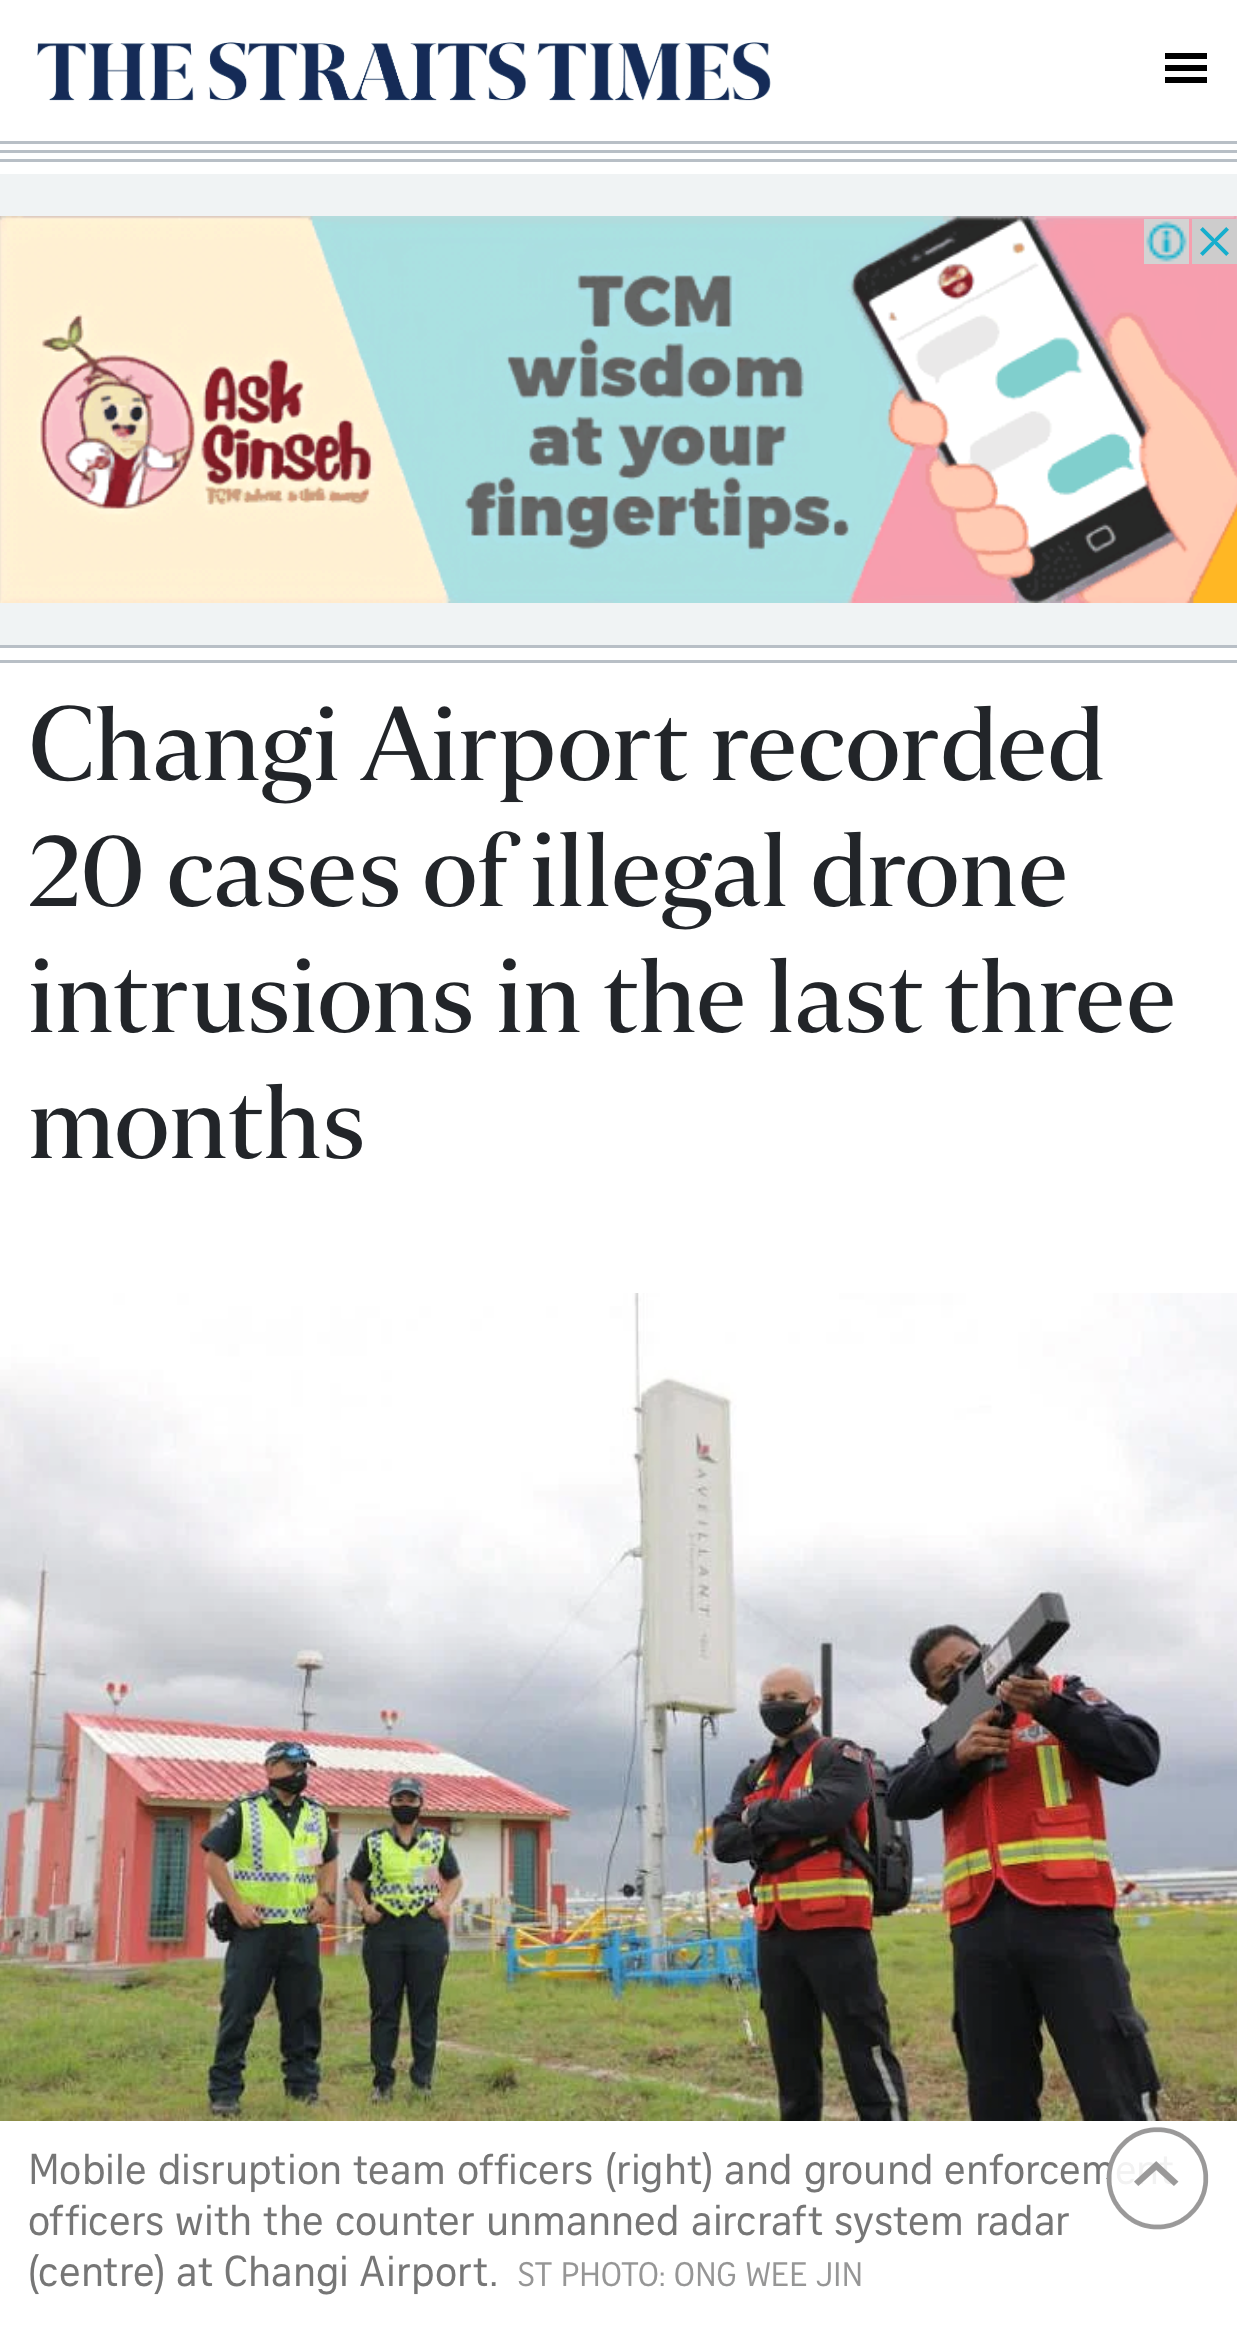 THE STRAITS TIMES
Ask
Sinseh
TCM
wisdom
at your
fingertips.
Changi Airport recorded
20 cases of illegal drone
intrusions in the last three
months
AVEILLANT
Mobile disruption team officers (right) and ground enforcement
officers with the counter unmanned aircraft system radar
(centre) at Changi Airport. ST PHOTO: ONG WEE JIN